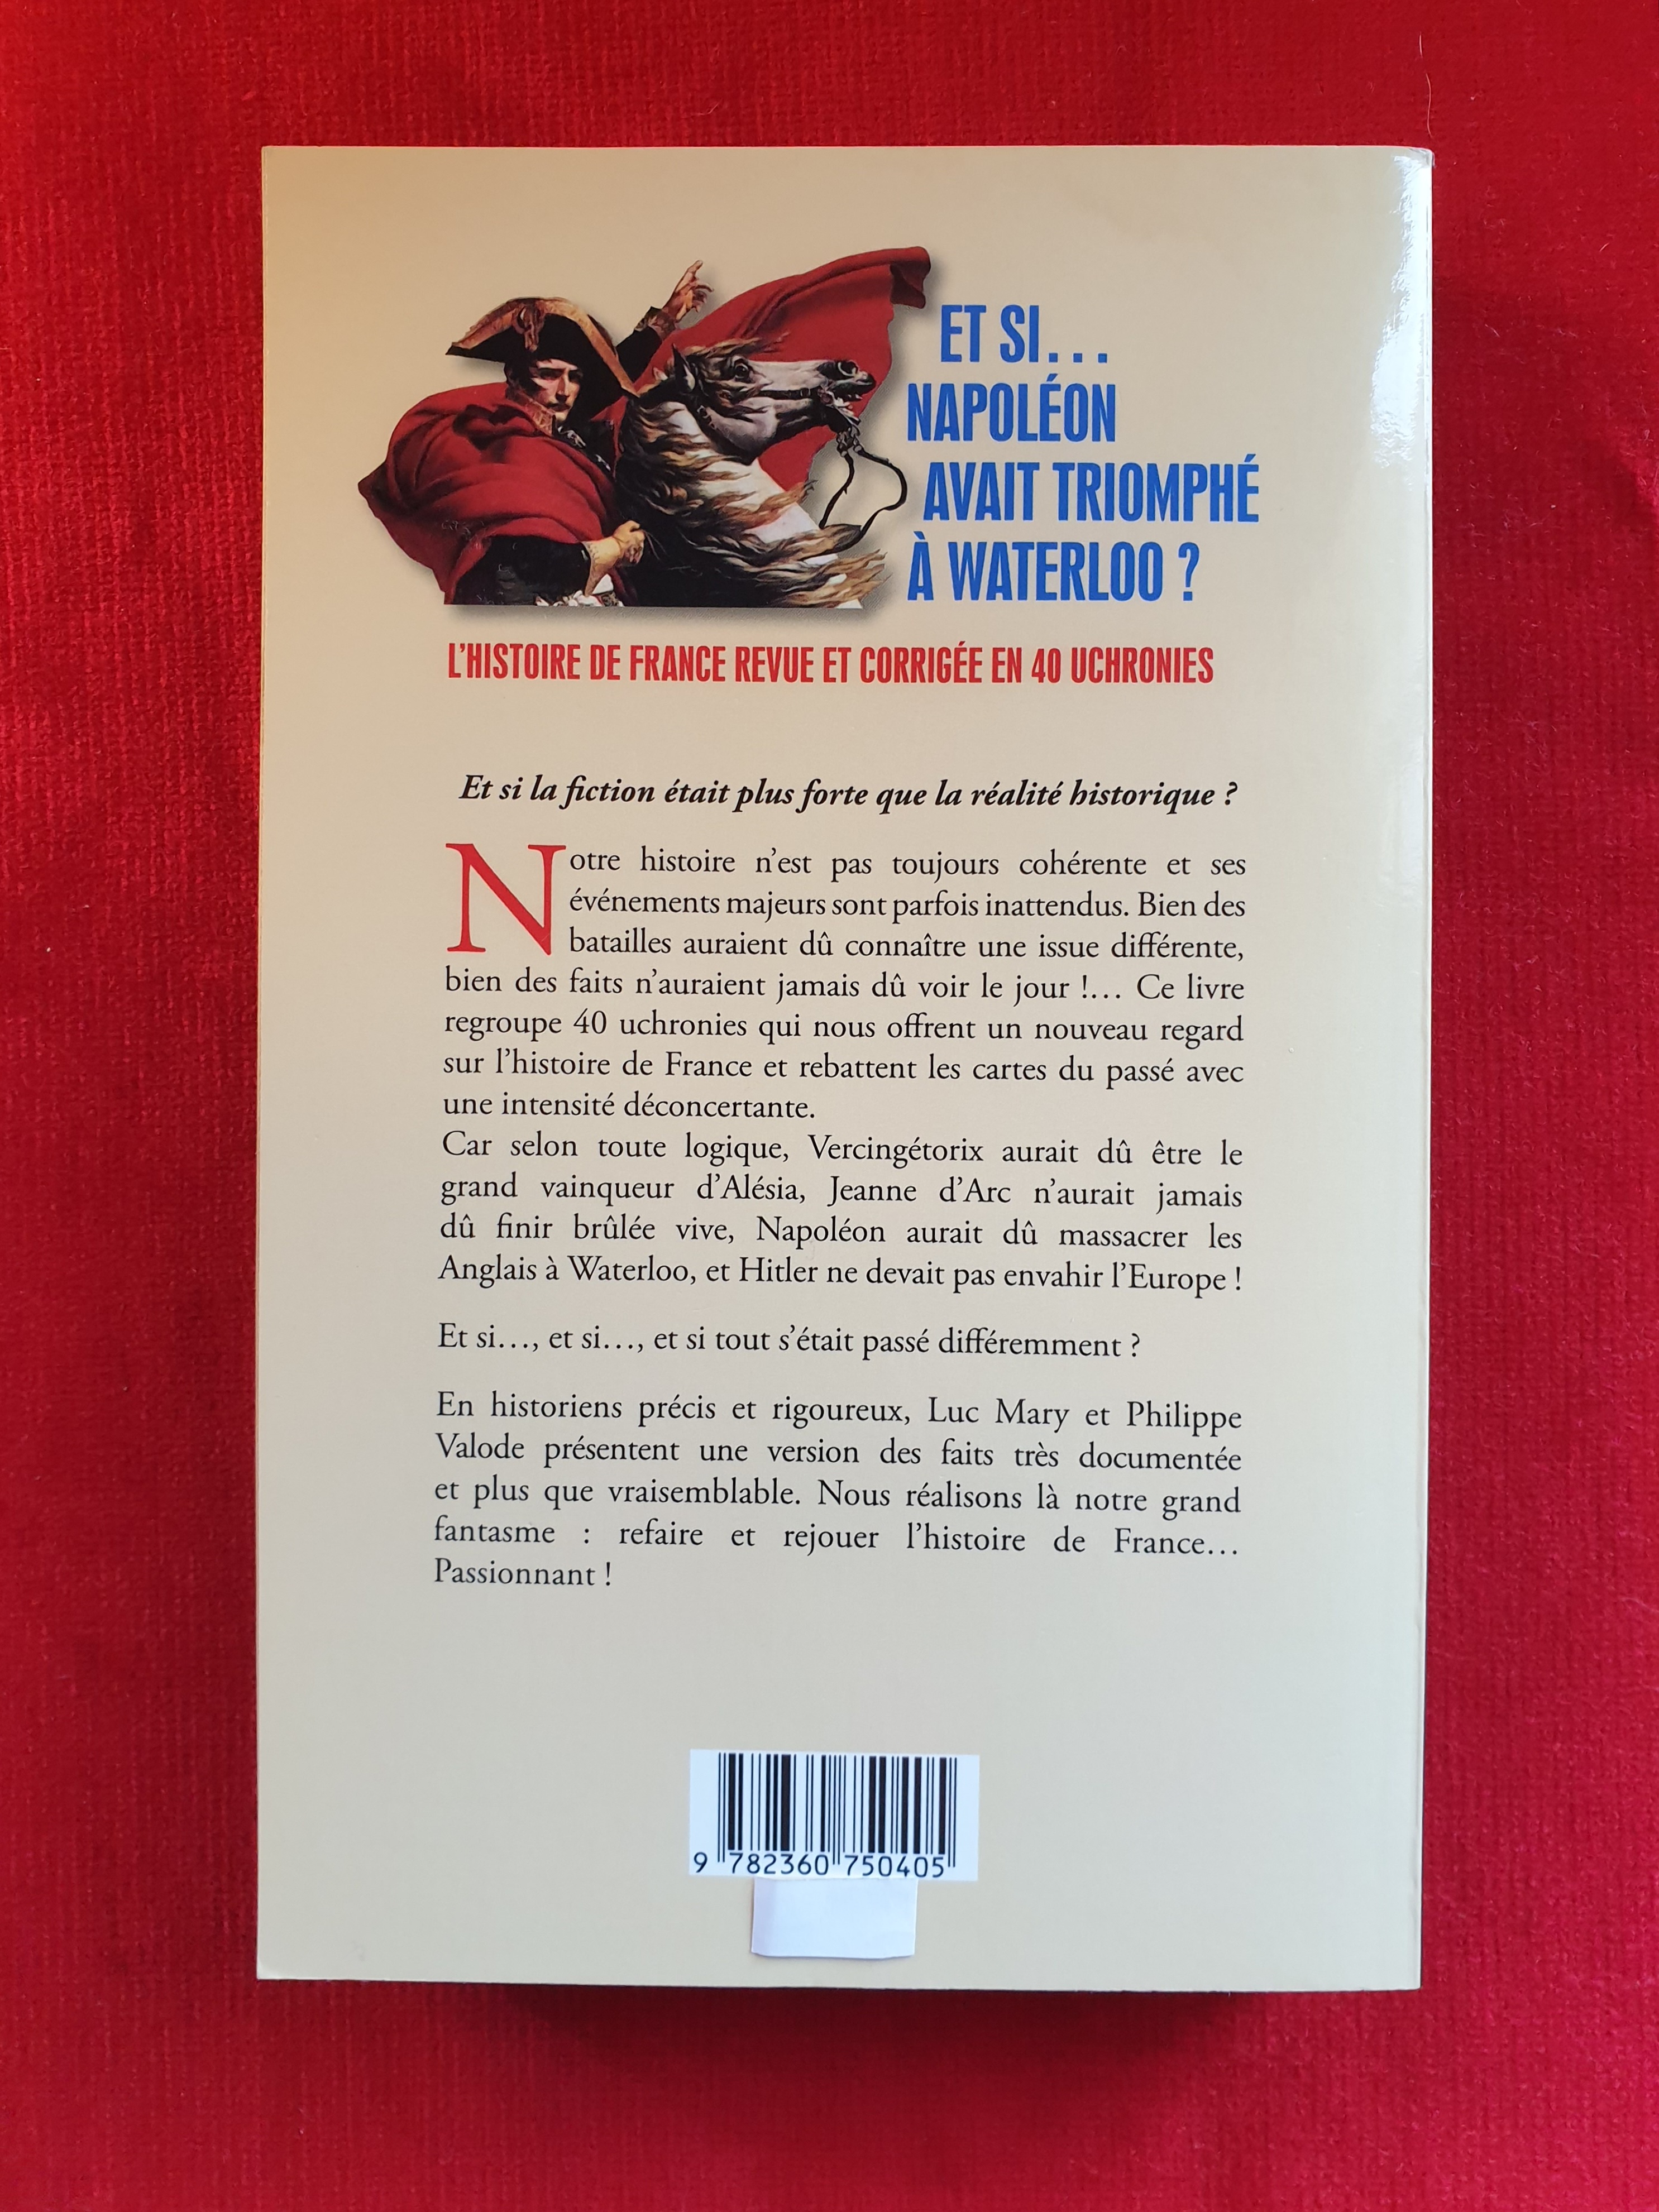 ET SI...
NAPOLÉON
AVAIT TRIOMPHÉ
À WATERLOO ?
L'HISTOIRE DE FRANCE REVUE ET CORRIGÉE EN 40 UCHRONIES
Et si la fiction était plus forte que la réalité historique ?
Notre histoire n'est pas toujours cohérente et ses
événements majeurs sont parfois inattendus. Bien des
batailles auraient dû connaître une issue différente,
bien des faits n'auraient jamais dû voir le jour !... Ce livre
regroupe 40 uchronies qui nous offrent un nouveau regard
sur l'histoire de France et rebattent les cartes du passé avec
une intensité déconcertante.
Car selon toute logique, Vercingétorix aurait dû être le
grand vainqueur d'Alésia, Jeanne d'Arc n'aurait jamais
dû finir brûlée vive, Napoléon aurait dû massacrer les
Anglais à Waterloo, et Hitler ne devait pas envahir l'Europe !
Et si..., et si..., et si tout s'était passé différemment ?
En historiens précis et rigoureux, Luc Mary et Philippe
Valode présentent une version des faits très documentée
et plus que vraisemblable. Nous réalisons là notre grand
fantasme : refaire et rejouer l'histoire de France...
Passionnant !
9 782360 750405